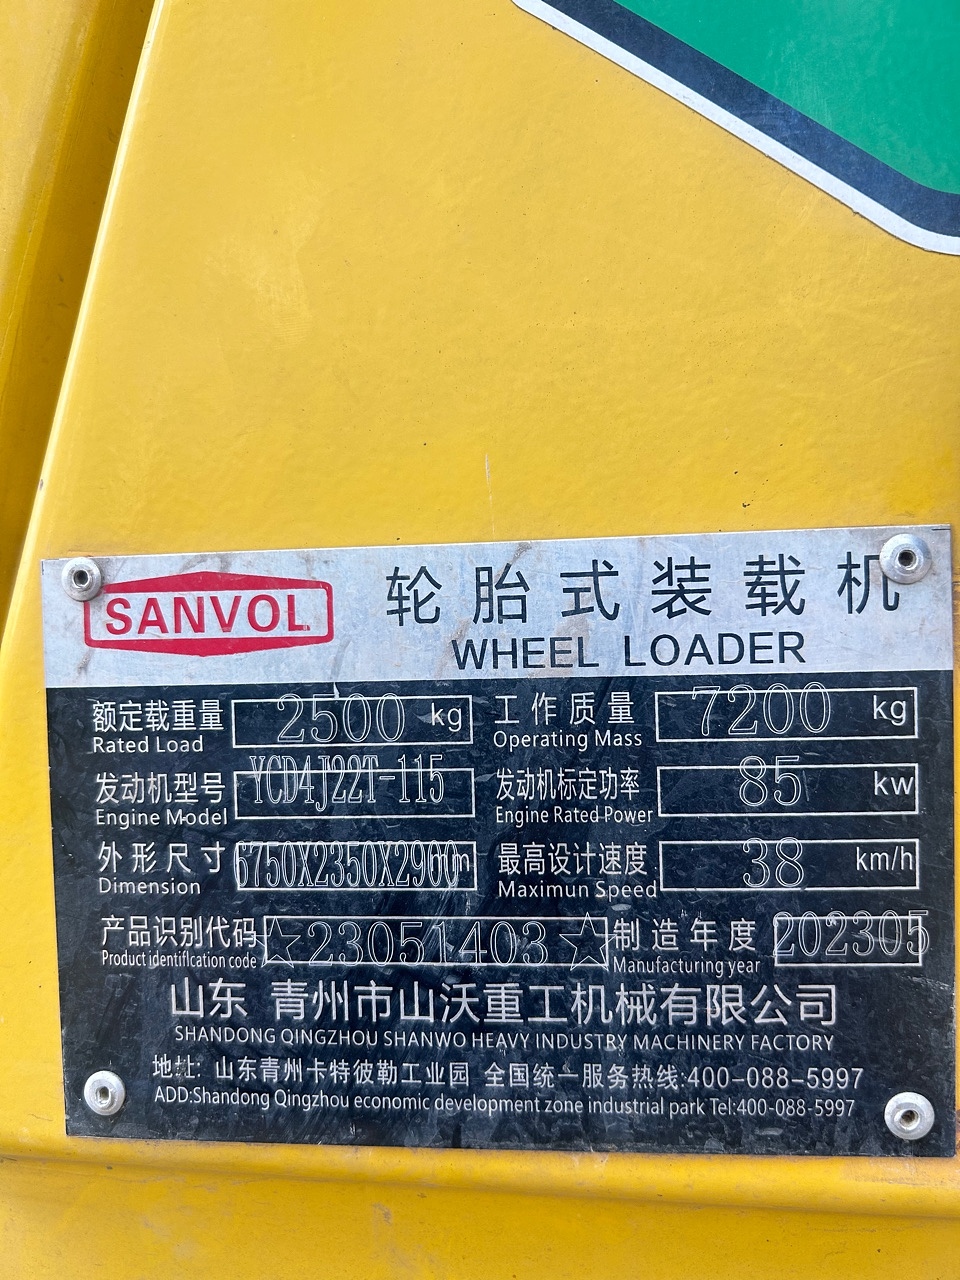 SANVOL
轮胎式装载机
WHEEL LOADER
额定载重量 2500 kg 工作质量 7200 kg
Rated Load Operating Mass
发动机型号 YCD4J22T-115 发动机标定功率 85 kw
Engine Model Engine Rated Power
外形尺寸 6750X2350X2900mm 最高设计速度 38 km/h
Dimension Maximun Speed
产品识别代码 ☆23051403☆ 制造年度 202305
Product identification code Manufacturing year
山东 青州市山沃重工机械有限公司
SHANDONG QINGZHOU SHANWO HEAVY INDUSTRY MACHINERY FACTORY
地址: 山东青州卡特彼勒工业园 全国统一服务热线:400-088-5997
ADD:Shandong Qingzhou economic development zone industrial park Tel:400-088-5997